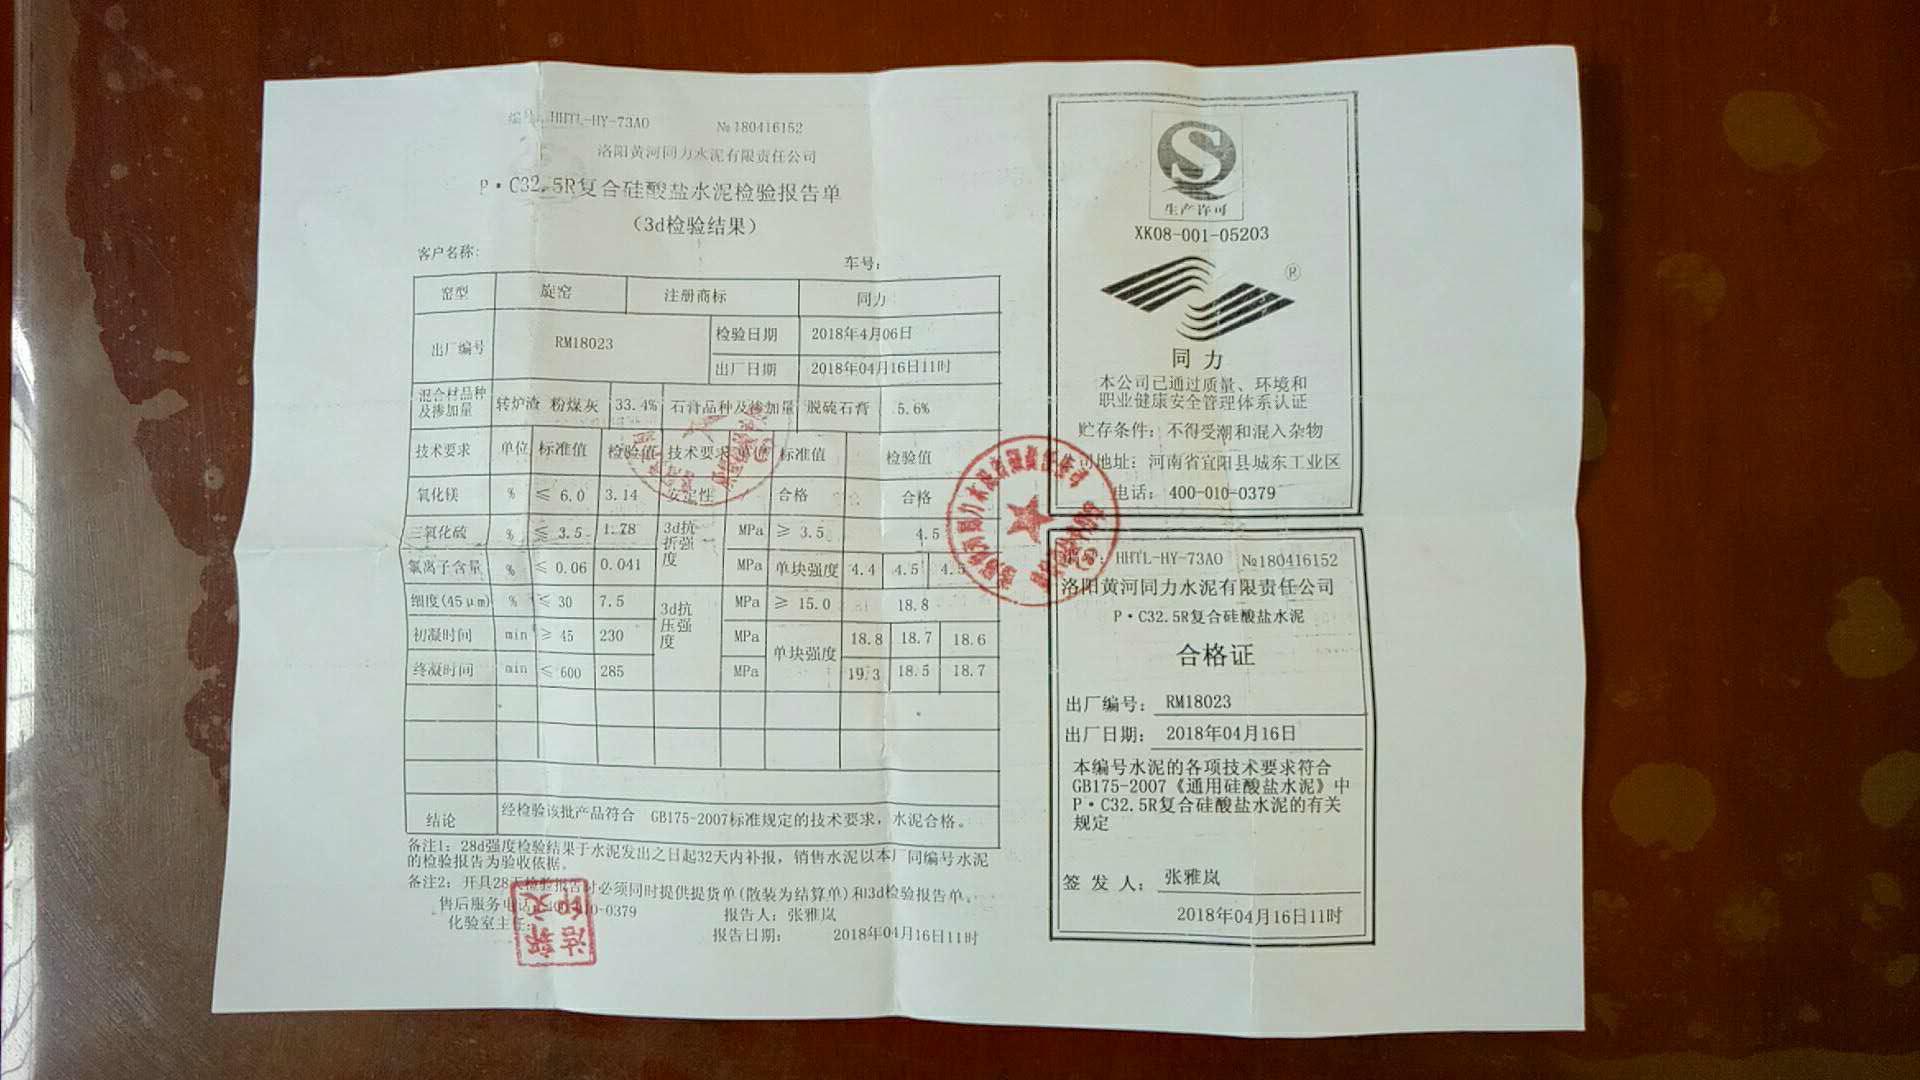 编号：HHTL-HY-73AO №180416152
洛阳黄河同力水泥有限责任公司
P·C32.5R复合硅酸盐水泥检验报告单
（3d检验结果）
客户名称： 车号：
窑型 旋窑 注册商标 同力
出厂编号 RM18023 检验日期 2018年4月06日
出厂日期 2018年04月16日11时
混合材品种及掺加量 转炉渣 粉煤灰 33.4% 石膏品种及掺加量 脱硫石膏 5.6%
技术要求 单位 标准值 检验值 技术要求 单位 标准值 检验值
氧化镁 % ≤ 6.0 3.14 安定性 合格 合格
三氧化硫 % ≤ 3.5 1.78 3d抗折强度 MPa ≥ 3.5 4.5
氯离子含量 % ≤ 0.06 0.041 MPa 单块强度 4.4 4.5 4.5
细度(45μm) % ≤ 30 7.5 3d抗压强度 MPa ≥ 15.0 18.8
初凝时间 min ≥ 45 230 MPa 单块强度 18.8 18.7 18.6
终凝时间 min ≤ 600 285 MPa 19.3 18.5 18.7
结论 经检验该批产品符合 GB175-2007标准规定的技术要求，水泥合格。
备注1：28d强度检验结果于水泥发出之日起32天内补报，销售水泥以本厂同编号水泥
的检验报告为验收依据。
备注2：开具28天检验报告时必须同时提供提货单(散装为结算单)和3d检验报告单。
售后服务电话 400-010-0379 报告人：张雅岚
化验室主任： 报告日期： 2018年04月16日11时
生产许可
XK08-001-05203
®
同力
本公司已通过质量、环境和
职业健康安全管理体系认证
贮存条件：不得受潮和混入杂物
公司地址：河南省宜阳县城东工业区
电话：400-010-0379
编号：HHTL-HY-73AO №180416152
洛阳黄河同力水泥有限责任公司
P·C32.5R复合硅酸盐水泥
合格证
出厂编号： RM18023
出厂日期： 2018年04月16日
本编号水泥的各项技术要求符合
GB175-2007《通用硅酸盐水泥》中
P·C32.5R复合硅酸盐水泥的有关
规定
签发人： 张雅岚
2018年04月16日11时